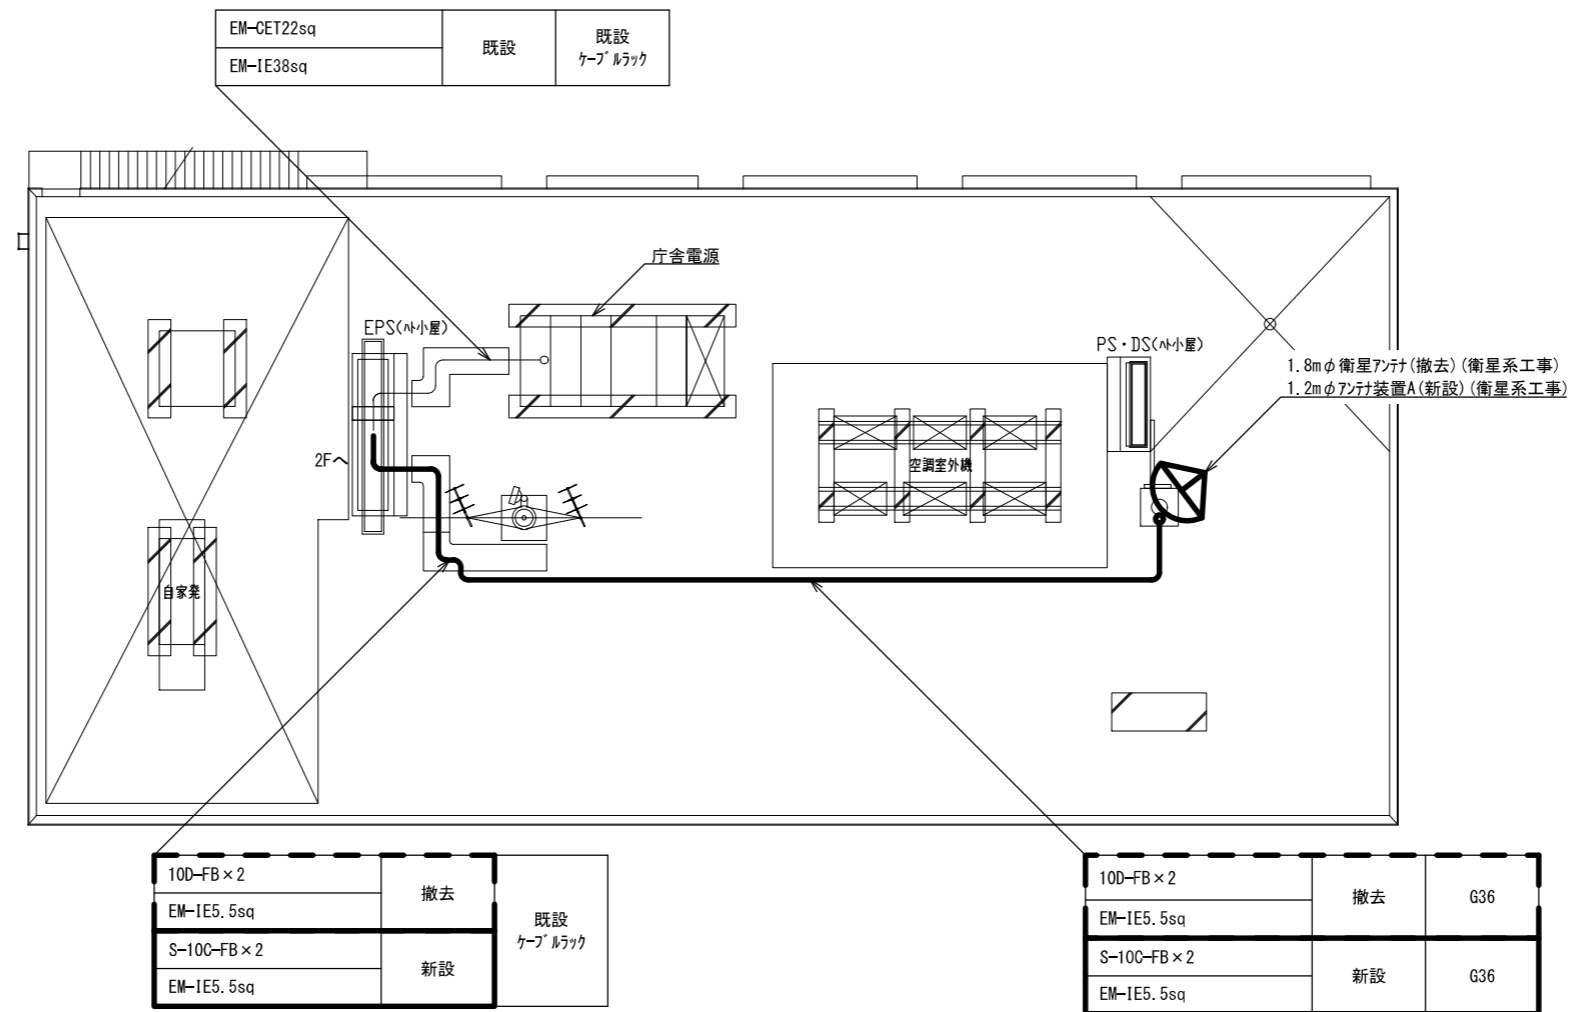 EM-CET22sq
EM-IE38sq
既設
既設
ｹｰﾌﾞﾙﾗｯｸ
庁舎電源
EPS(ﾊﾄ小屋)
PS・DS(ﾊﾄ小屋)
1.8mφ衛星ｱﾝﾃﾅ(撤去)(衛星系工事)
1.2mφｱﾝﾃﾅ装置A(新設)(衛星系工事)
2Fへ
空調室外機
自家発
10D-FB×2
EM-IE5.5sq
撤去
S-10C-FB×2
EM-IE5.5sq
新設
既設
ｹｰﾌﾞﾙﾗｯｸ
10D-FB×2
EM-IE5.5sq
撤去
G36
S-10C-FB×2
EM-IE5.5sq
新設
G36